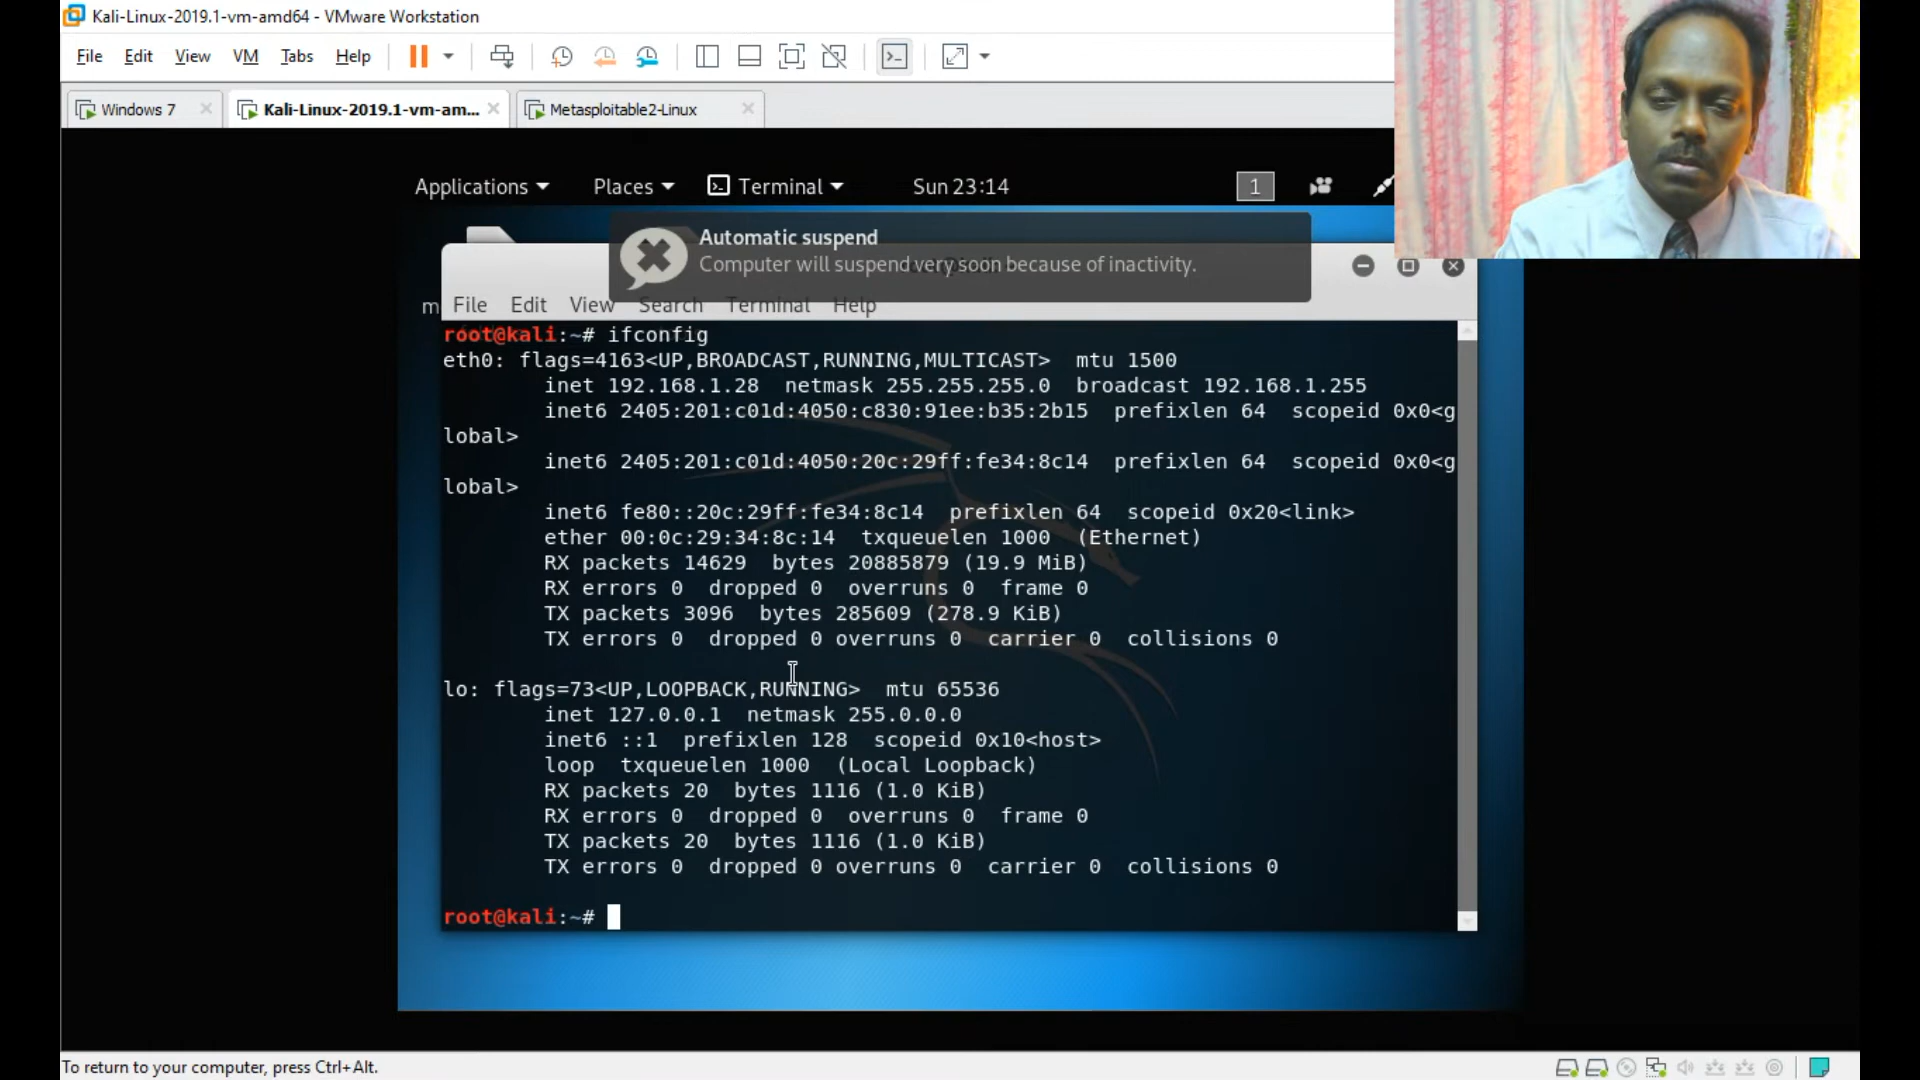 Kali-Linux-2019.1-vm-amd64 - VMware Workstation
File Edit View VM Tabs Help
Windows 7
Kali-Linux-2019.1-vm-am...
Metasploitable2-Linux
Applications Places Terminal Sun 23:14 1
Automatic suspend
Computer will suspend very soon because of inactivity.
m
File Edit View Search Terminal Help
root@kali:~# ifconfig
eth0: flags=4163<UP,BROADCAST,RUNNING,MULTICAST>  mtu 1500
inet 192.168.1.28  netmask 255.255.255.0  broadcast 192.168.1.255
inet6 2405:201:c01d:4050:c830:91ee:b35:2b15  prefixlen 64  scopeid 0x0<g
lobal>
inet6 2405:201:c01d:4050:20c:29ff:fe34:8c14  prefixlen 64  scopeid 0x0<g
lobal>
inet6 fe80::20c:29ff:fe34:8c14  prefixlen 64  scopeid 0x20<link>
ether 00:0c:29:34:8c:14  txqueuelen 1000  (Ethernet)
RX packets 14629  bytes 20885879 (19.9 MiB)
RX errors 0  dropped 0  overruns 0  frame 0
TX packets 3096  bytes 285609 (278.9 KiB)
TX errors 0  dropped 0 overruns 0  carrier 0  collisions 0
lo: flags=73<UP,LOOPBACK,RUNNING>  mtu 65536
inet 127.0.0.1  netmask 255.0.0.0
inet6 ::1  prefixlen 128  scopeid 0x10<host>
loop  txqueuelen 1000  (Local Loopback)
RX packets 20  bytes 1116 (1.0 KiB)
RX errors 0  dropped 0  overruns 0  frame 0
TX packets 20  bytes 1116 (1.0 KiB)
TX errors 0  dropped 0 overruns 0  carrier 0  collisions 0
root@kali:~#
To return to your computer, press Ctrl+Alt.